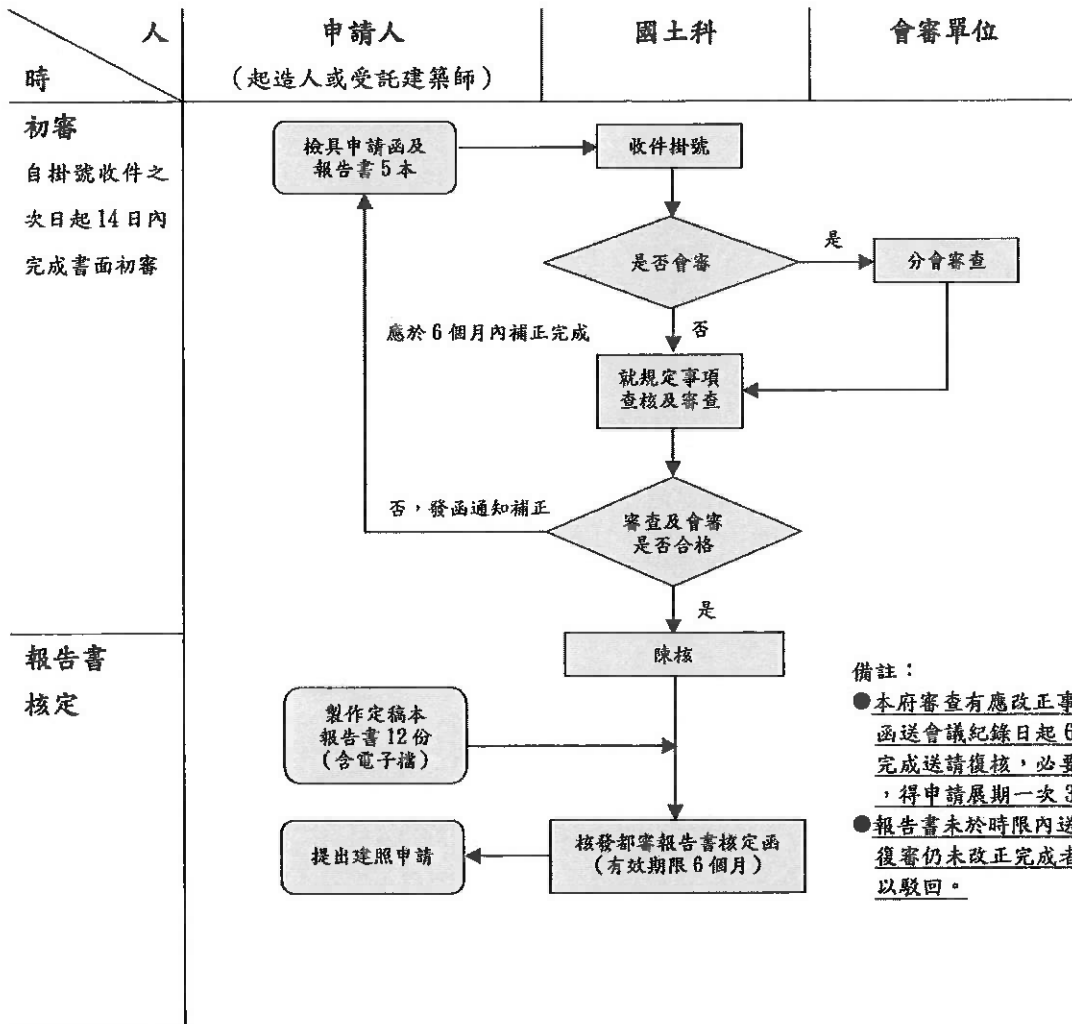 人
時
申請人
(起造人或受託建築師)
國土科
會審單位
初審
自掛號收件之
次日起14日內
完成書面初審
檢具申請函及
報告書5本
收件掛號
是否會審
是
分會審查
應於6個月內補正完成
否
就規定事項
查核及審查
否，發函通知補正
審查及會審
是否合格
是
報告書
核定
陳核
製作定稿本
報告書12份
(含電子檔)
提出建照申請
核發都審報告書核定函
(有效期限6個月)
備註：
●本府審查有應改正事
函送會議紀錄日起6
完成送請復核，必要
，得申請展期一次3
●報告書未於時限內送
復審仍未改正完成者
以駁回。